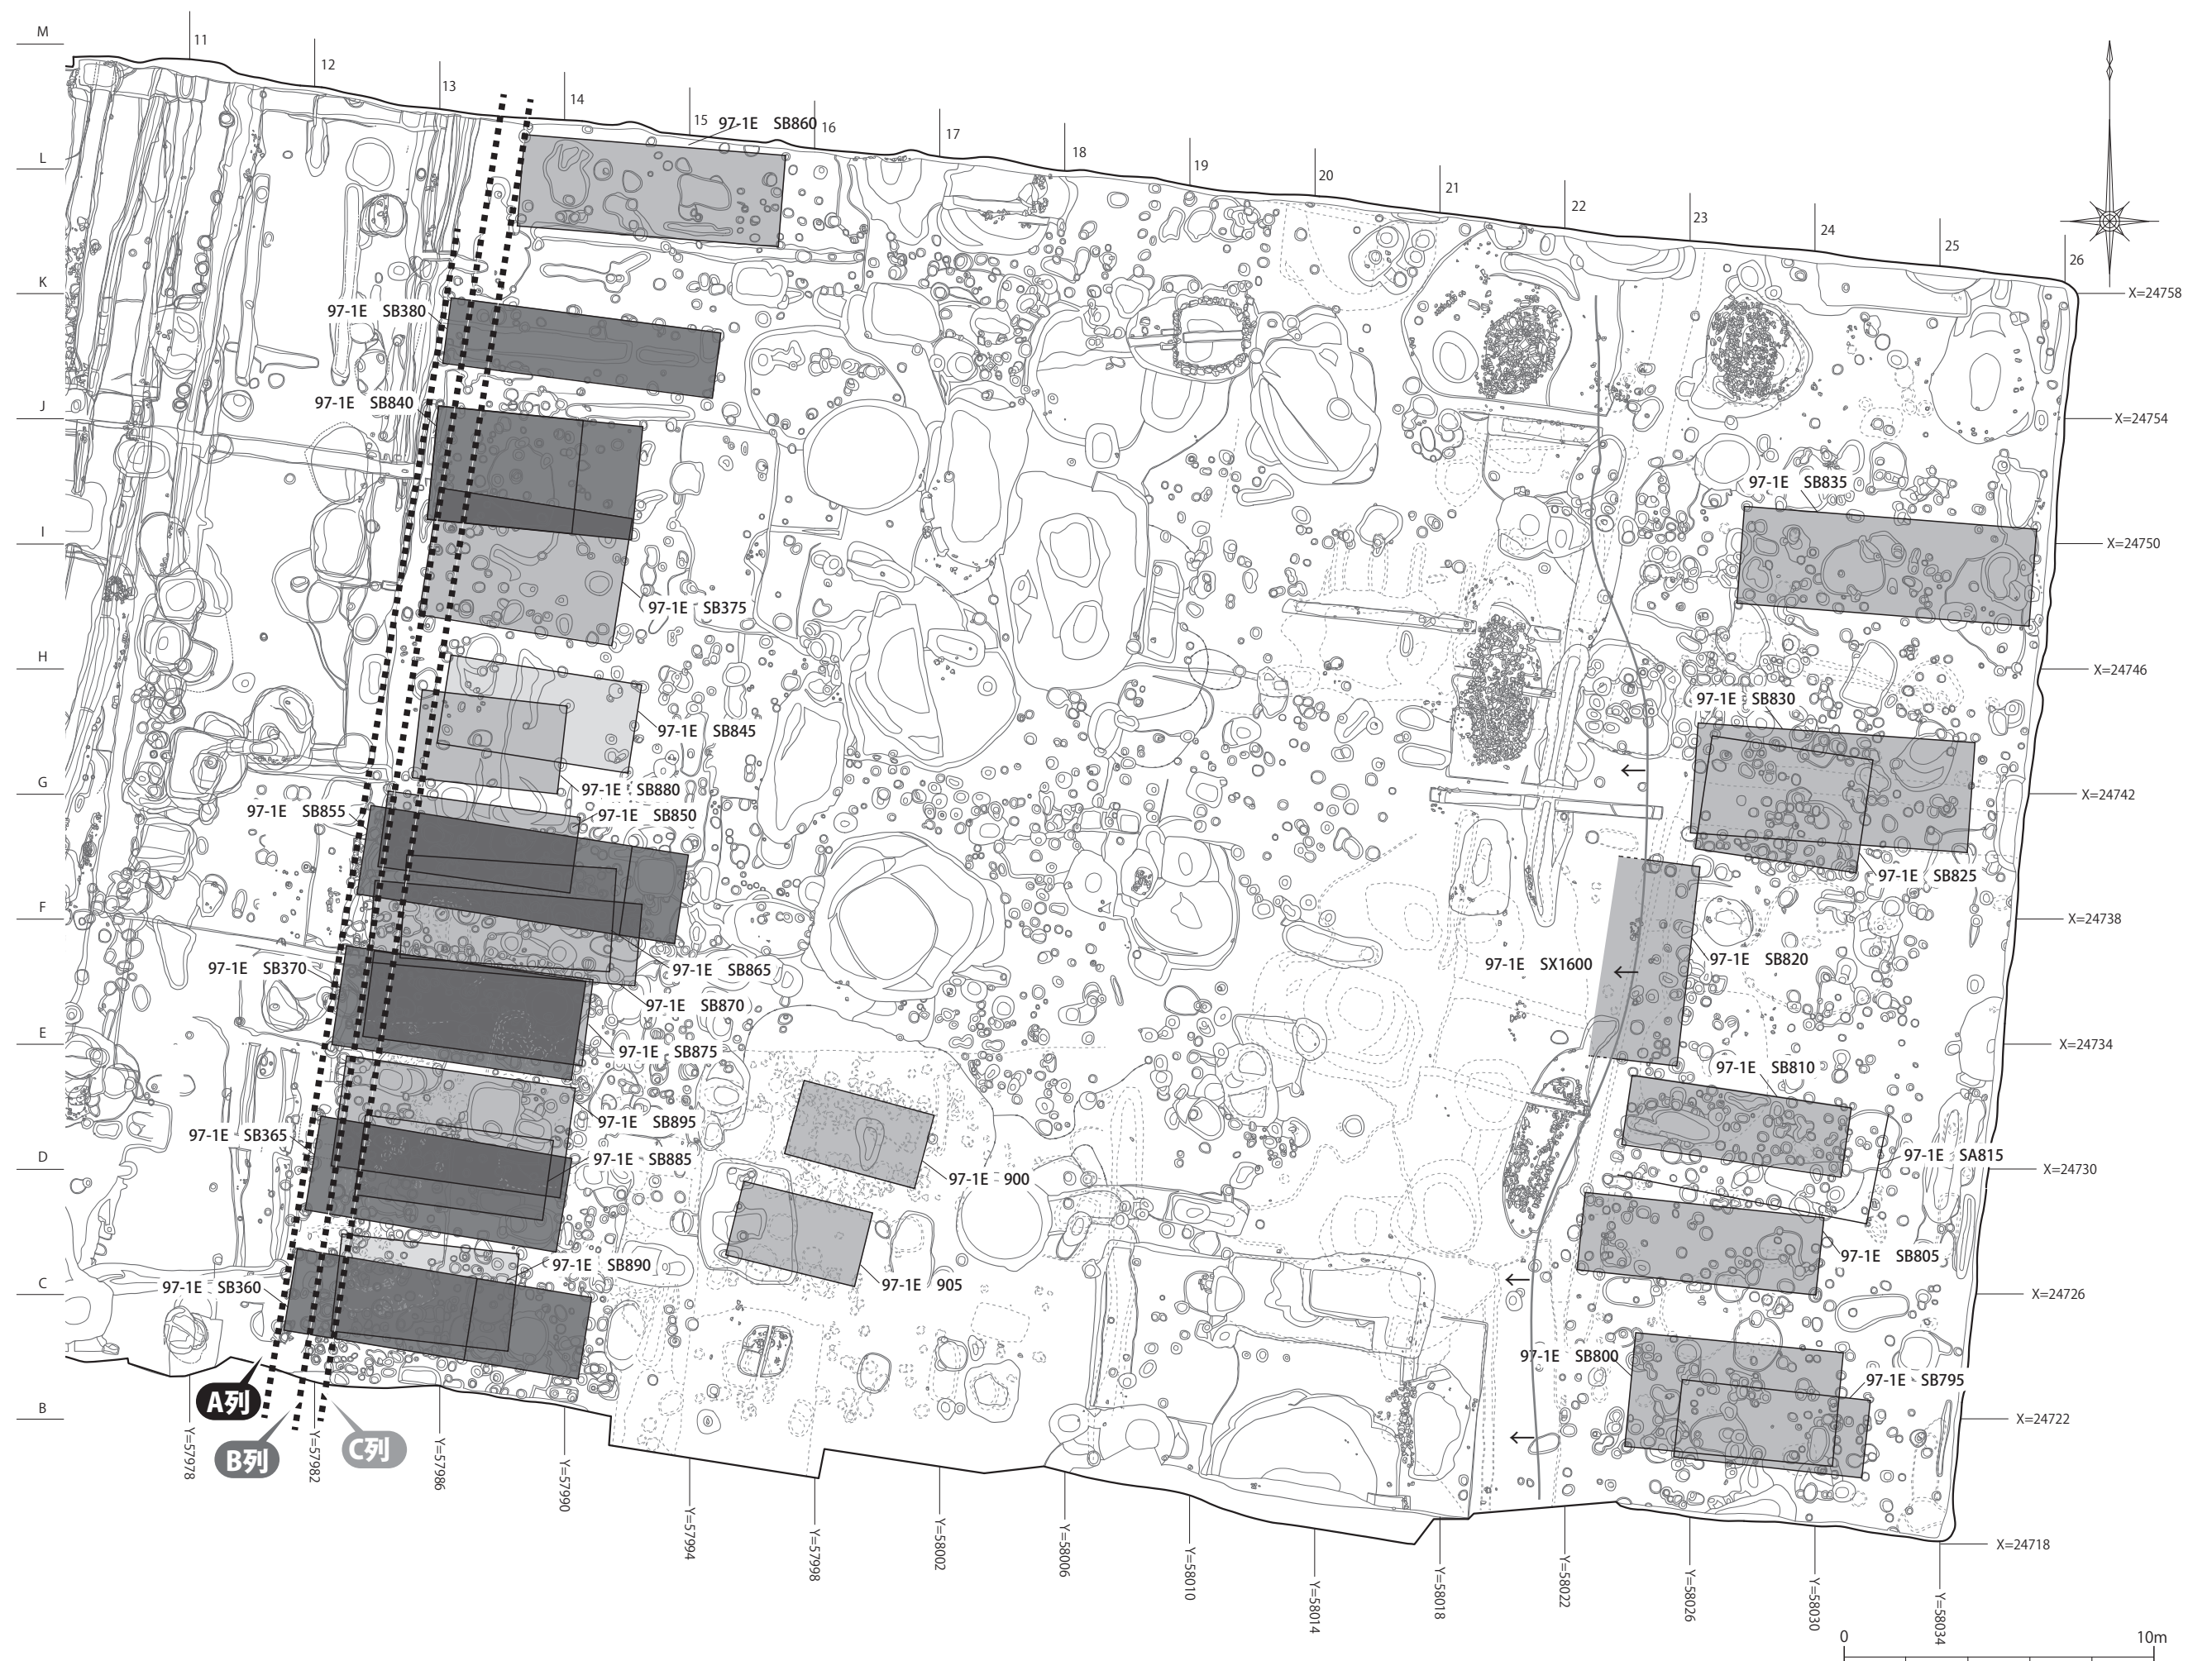 M
11
12
13
14
15
97-1E SB860
16
17
18
19
20
21
22
23
24
25
26
L
K
X=24758
97-1E SB380
97-1E SB840
J
X=24754
97-1E SB835
I
X=24750
97-1E SB375
H
X=24746
97-1E SB830
97-1E SB845
97-1E SB880
G
X=24742
97-1E SB855
97-1E SB850
97-1E SB825
F
X=24738
97-1E SB370
97-1E SB865
97-1E SX1600
97-1E SB820
97-1E SB870
E
X=24734
97-1E SB875
97-1E SB810
97-1E SB895
97-1E SB365
97-1E SB885
97-1E SA815
D
X=24730
97-1E 900
97-1E SB805
97-1E SB890
97-1E SB360
97-1E 905
C
X=24726
97-1E SB800
97-1E SB795
A列
B
X=24722
B列
C列
Y=57978
Y=57982
Y=57986
Y=57990
Y=57994
Y=57998
Y=58002
Y=58006
Y=58010
Y=58014
Y=58018
Y=58022
Y=58026
Y=58030
Y=58034
X=24718
0
10m